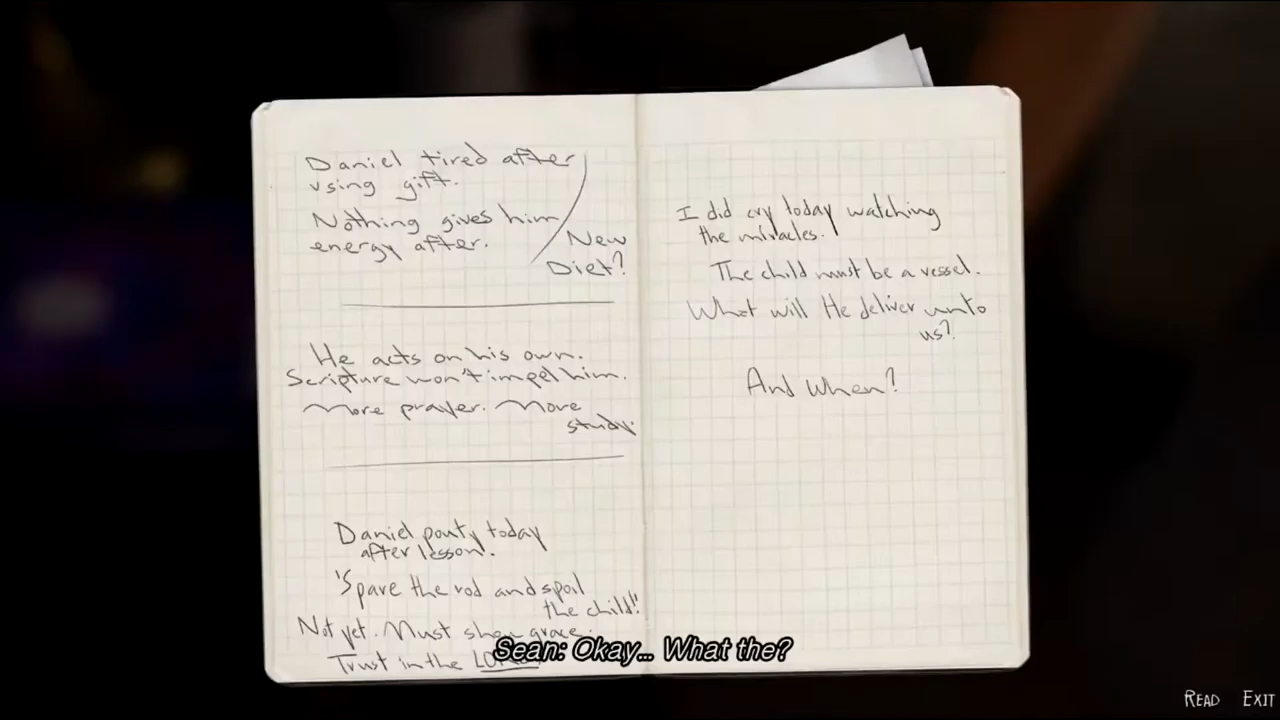 Daniel tired after
using gift.
Nothing gives him
energy after.
New
Diet?
He acts on his own.
Scripture won't impel him.
More prayer. More
study.
Daniel pouty today
after lesson.
'Spare the rod and spoil
the child!'
Not yet. Must show grace.
Trust in the LORD
I did cry today watching
the miracles.
The child must be a vessel.
What will He deliver unto
us?
And when?
Sean: Okay... What the?
READ EXIT